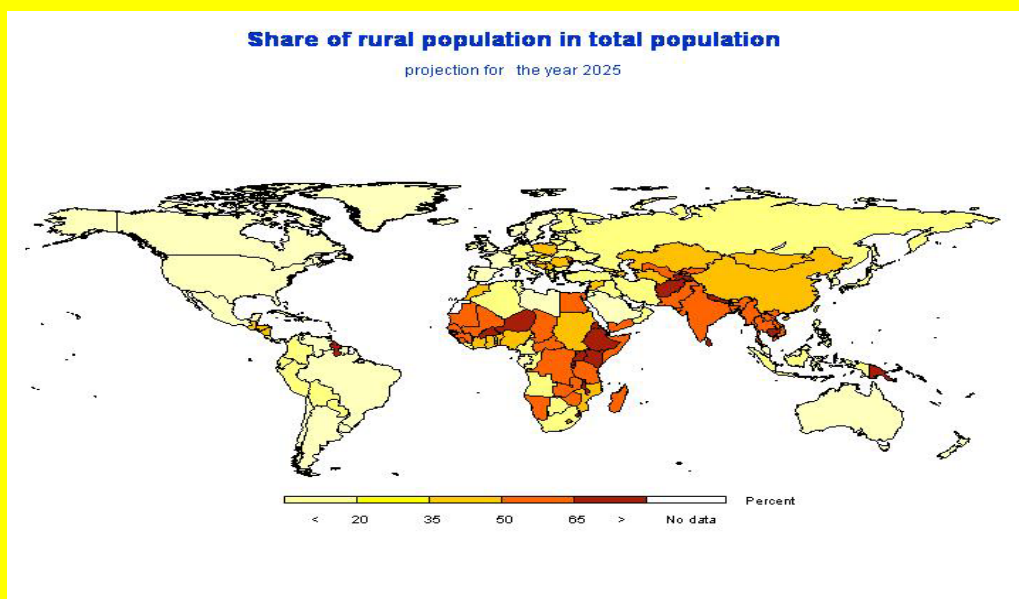 Share of rural population in total population
projection for the year 2025
Percent
< 20 35 50 65 > No data